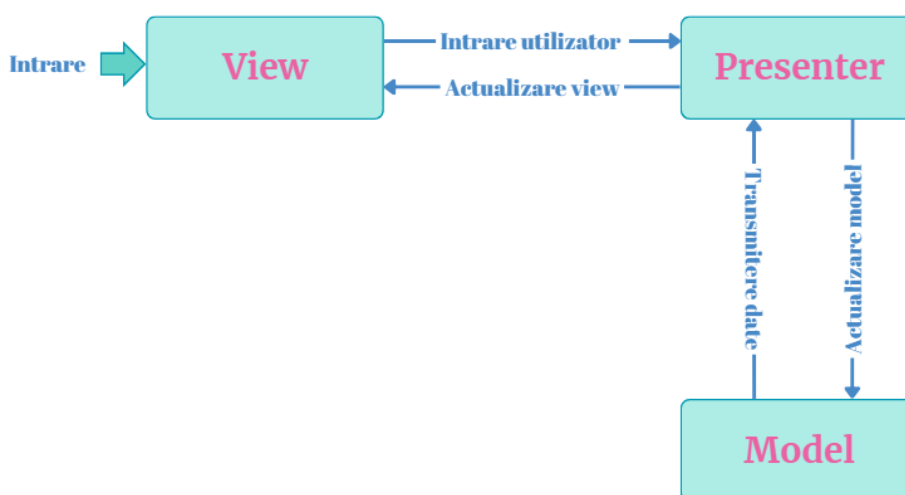 Intrare
View
Intrare utilizator
Actualizare view
Presenter
Transmitere date
Actualizare model
Model